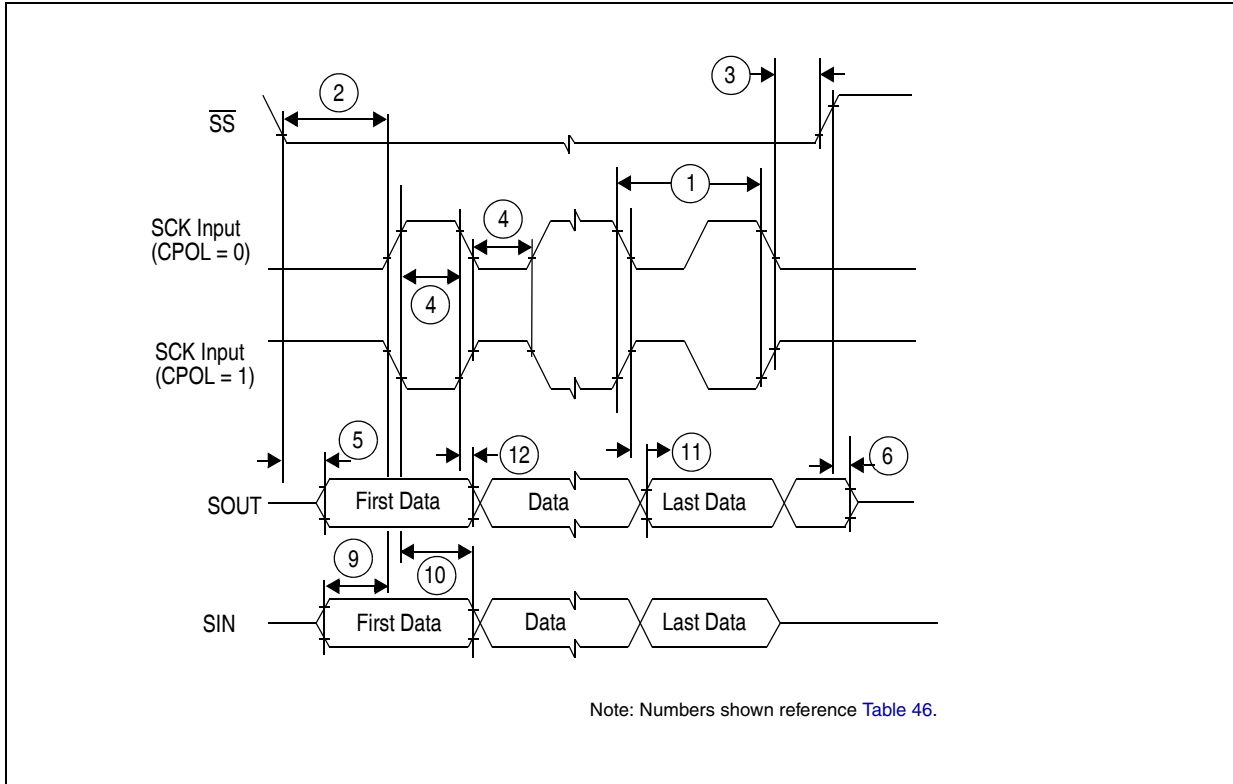 3
2
SS
1
SCK Input
(CPOL = 0)
4
4
SCK Input
(CPOL = 1)
5
12
11
6
SOUT
First Data
Data
Last Data
9
10
SIN
First Data
Data
Last Data
Note: Numbers shown reference Table 46.